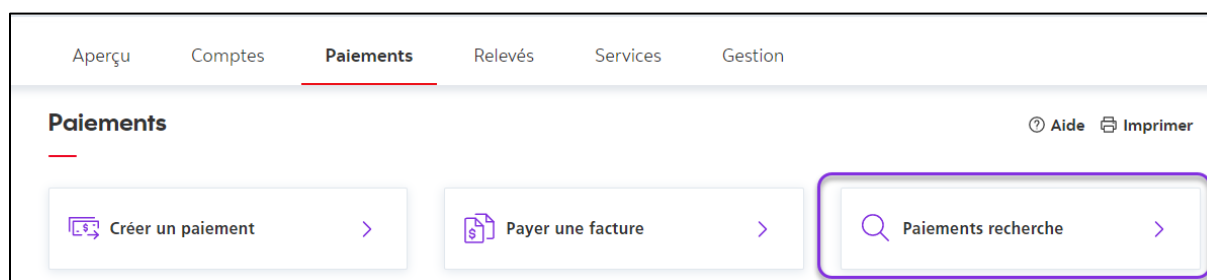 Aperçu Comptes Paiements Relevés Services Gestion
Paiements
Aide Imprimer
Créer un paiement Payer une facture Paiements recherche